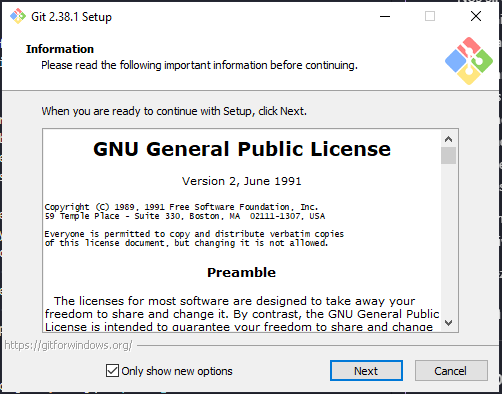 Git 2.38.1 Setup
Information
Please read the following important information before continuing.
When you are ready to continue with Setup, click Next.
GNU General Public License
Version 2, June 1991
Copyright (C) 1989, 1991 Free Software Foundation, Inc.
59 Temple Place - Suite 330, Boston, MA  02111-1307, USA
Everyone is permitted to copy and distribute verbatim copies
of this license document, but changing it is not allowed.
Preamble
The licenses for most software are designed to take away your
freedom to share and change it. By contrast, the GNU General Public
License is intended to guarantee your freedom to share and change
https://gitforwindows.org/
Only show new options
Next
Cancel